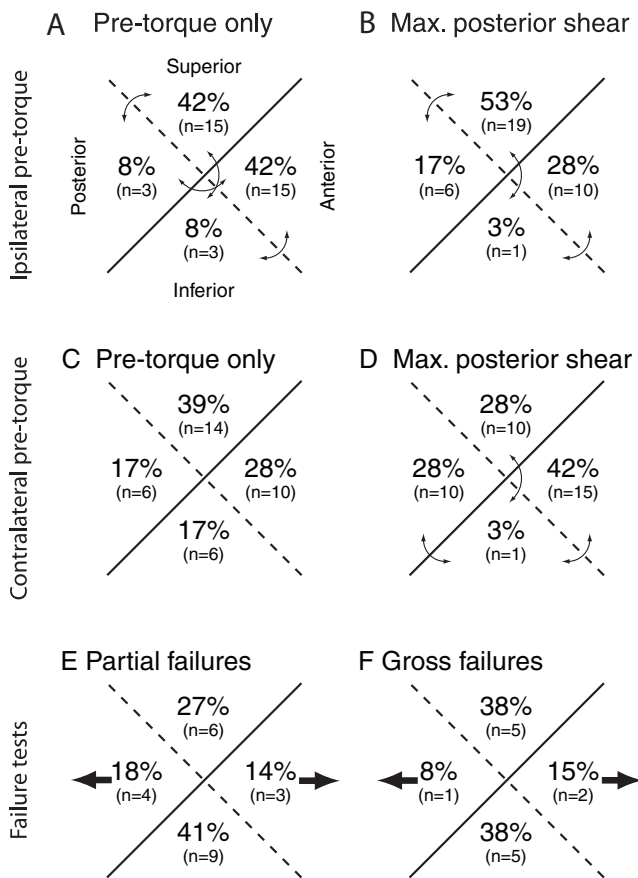 A Pre-torque only
B Max. posterior shear
Ipsilateral pre-torque
Superior
42%
(n=15)
Posterior
8%
(n=3)
42%
(n=15)
Anterior
8%
(n=3)
Inferior
53%
(n=19)
17%
(n=6)
28%
(n=10)
3%
(n=1)
C Pre-torque only
D Max. posterior shear
Contralateral pre-torque
39%
(n=14)
17%
(n=6)
28%
(n=10)
17%
(n=6)
28%
(n=10)
28%
(n=10)
42%
(n=15)
3%
(n=1)
E Partial failures
F Gross failures
Failure tests
27%
(n=6)
18%
(n=4)
14%
(n=3)
41%
(n=9)
38%
(n=5)
8%
(n=1)
15%
(n=2)
38%
(n=5)